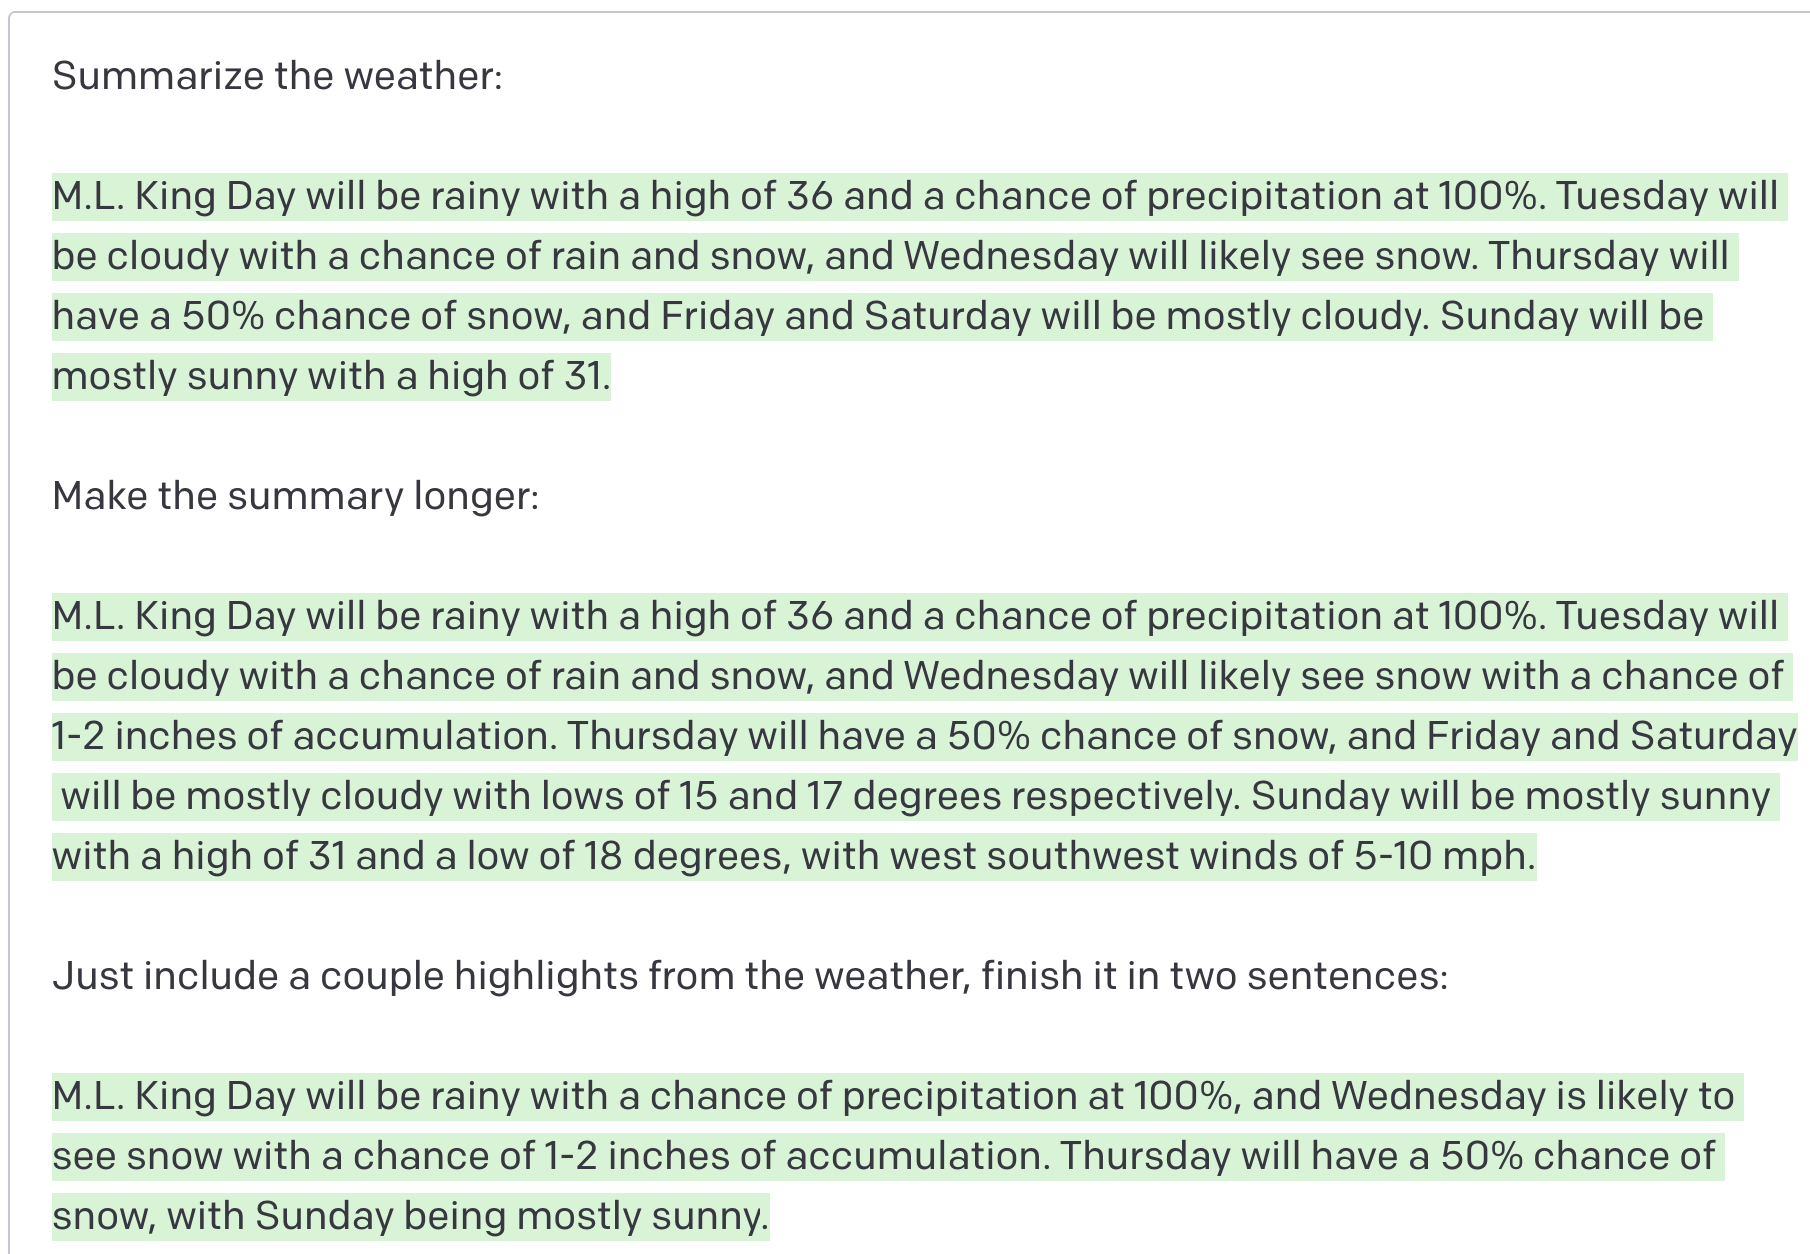 Summarize the weather:
M.L. King Day will be rainy with a high of 36 and a chance of precipitation at 100%. Tuesday will
be cloudy with a chance of rain and snow, and Wednesday will likely see snow. Thursday will
have a 50% chance of snow, and Friday and Saturday will be mostly cloudy. Sunday will be
mostly sunny with a high of 31.
Make the summary longer:
M.L. King Day will be rainy with a high of 36 and a chance of precipitation at 100%. Tuesday will
be cloudy with a chance of rain and snow, and Wednesday will likely see snow with a chance of
1-2 inches of accumulation. Thursday will have a 50% chance of snow, and Friday and Saturday
will be mostly cloudy with lows of 15 and 17 degrees respectively. Sunday will be mostly sunny
with a high of 31 and a low of 18 degrees, with west southwest winds of 5-10 mph.
Just include a couple highlights from the weather, finish it in two sentences:
M.L. King Day will be rainy with a chance of precipitation at 100%, and Wednesday is likely to
see snow with a chance of 1-2 inches of accumulation. Thursday will have a 50% chance of
snow, with Sunday being mostly sunny.